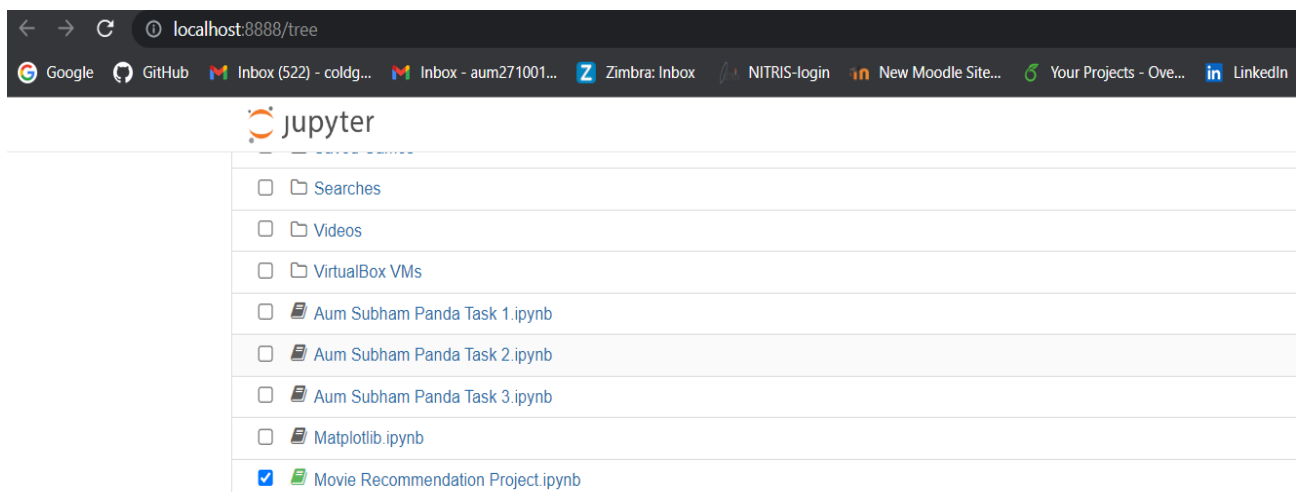 localhost:8888/tree
Google GitHub Inbox (522) - coldg... Inbox - aum271001... Zimbra: Inbox NITRIS-login New Moodle Site... Your Projects - Ove... LinkedIn
jupyter
Searches
Videos
VirtualBox VMs
Aum Subham Panda Task 1.ipynb
Aum Subham Panda Task 2.ipynb
Aum Subham Panda Task 3.ipynb
Matplotlib.ipynb
Movie Recommendation Project.ipynb